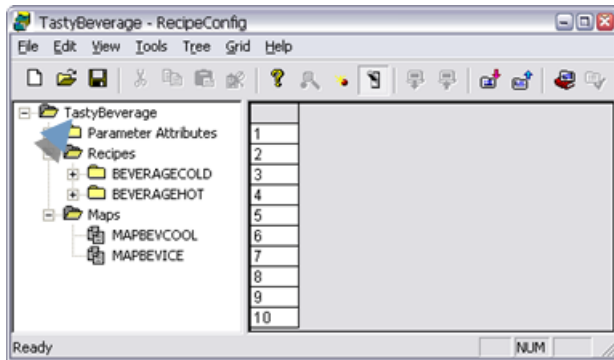 TastyBeverage - RecipeConfig
File Edit View Tools Tree Grid Help
TastyBeverage
Parameter Attributes
Recipes
BEVERAGECOLD
BEVERAGEHOT
Maps
MAPBEVCOOL
MAPBEVICE
1
2
3
4
5
6
7
8
9
10
Ready NUM